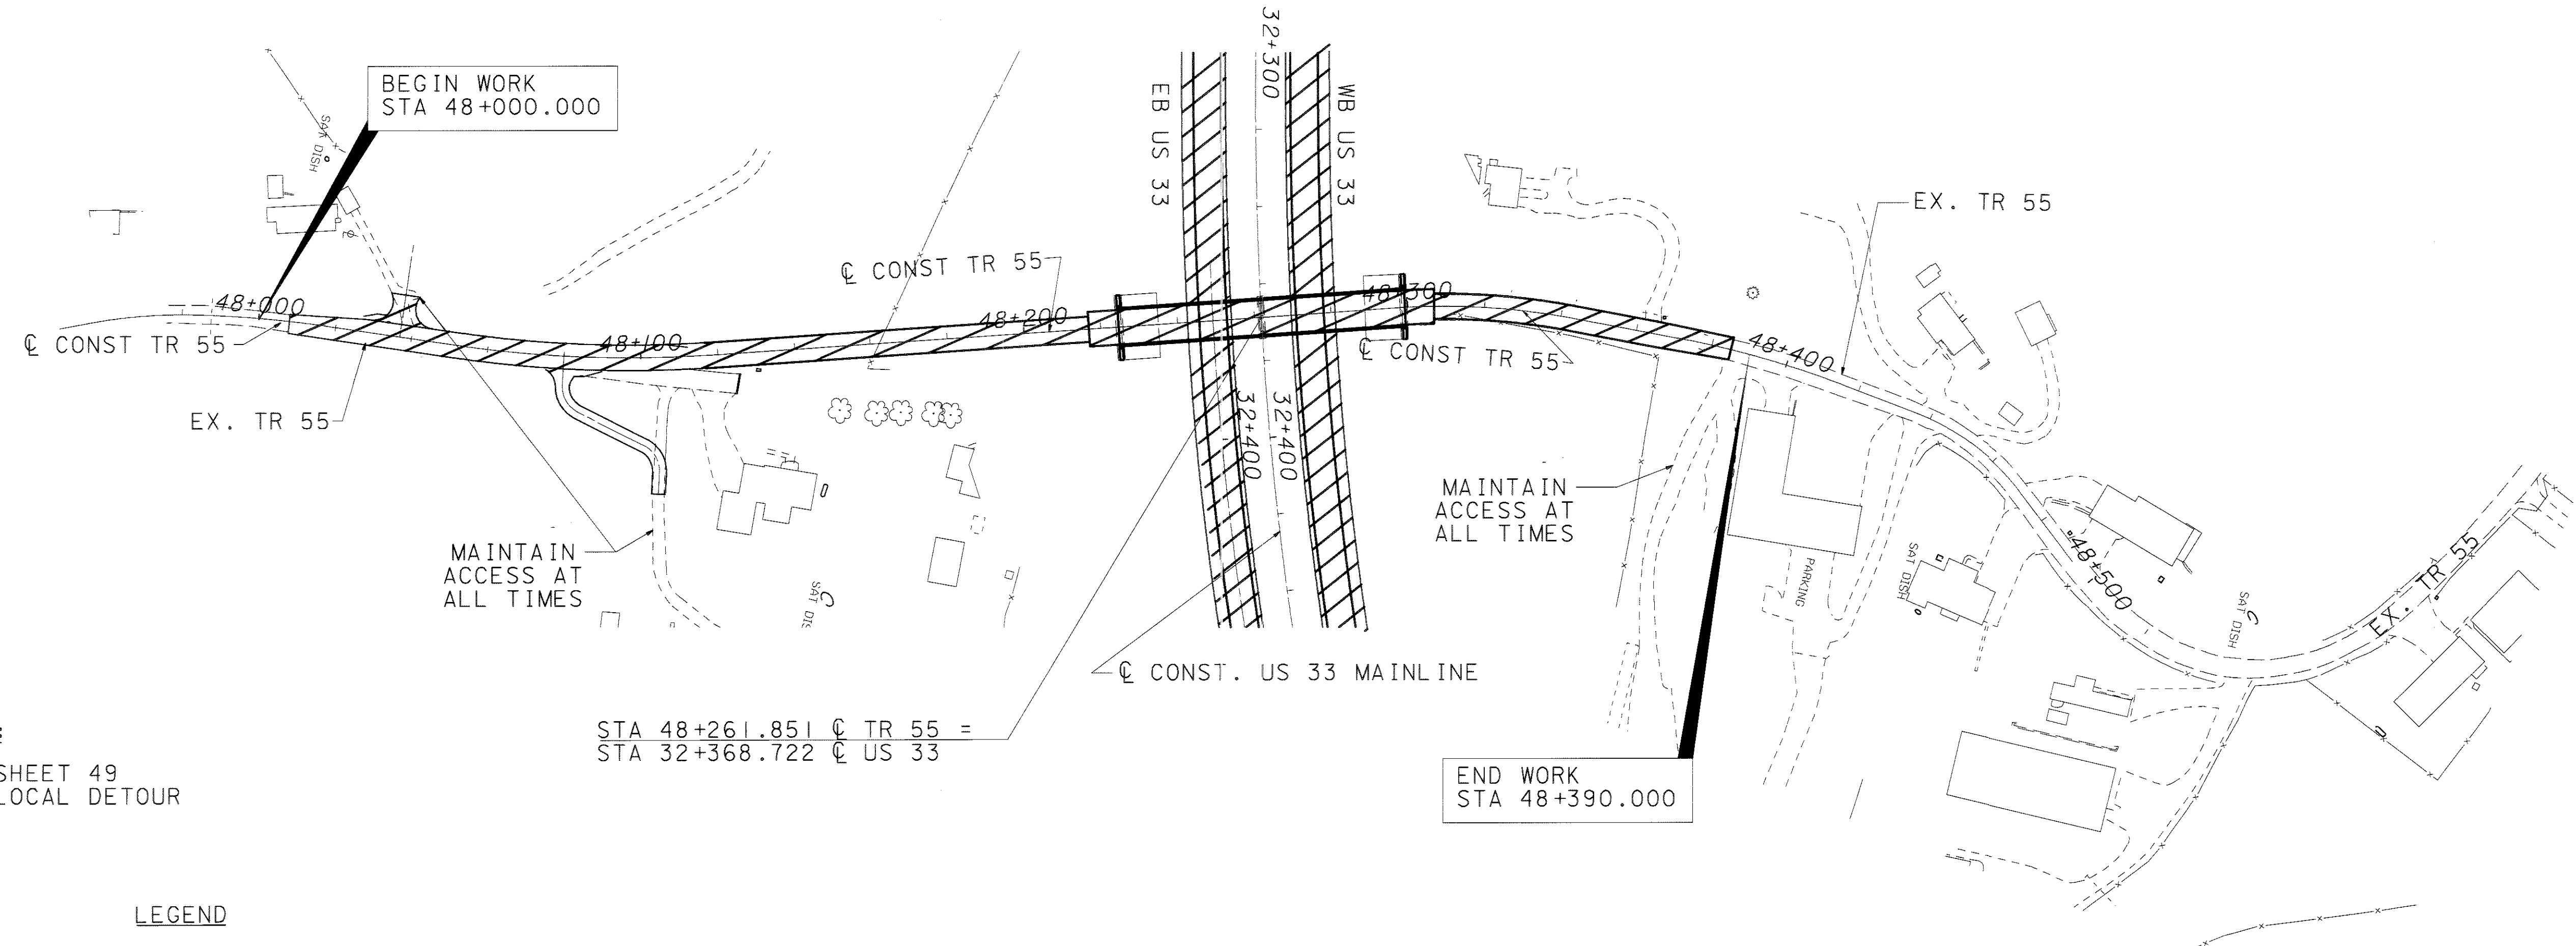 32+300
BEGIN WORK
STA 48+000.000
EB US 33
WB US 33
SAT DISH
EX. TR 55
℄ CONST TR 55
48+000
48+200
48+300
48+100
48+400
℄ CONST TR 55
℄ CONST TR 55
EX. TR 55
32+400
32+400
MAINTAIN
ACCESS AT
ALL TIMES
MAINTAIN
ACCESS AT
ALL TIMES
SAT DIS
PARKING
SAT DISH
48+500
EX. TR 55
SAT DISH
℄ CONST. US 33 MAINLINE
STA 48+261.851 ℄ TR 55 =
STA 32+368.722 ℄ US 33
SHEET 49
LOCAL DETOUR
END WORK
STA 48+390.000
LEGEND